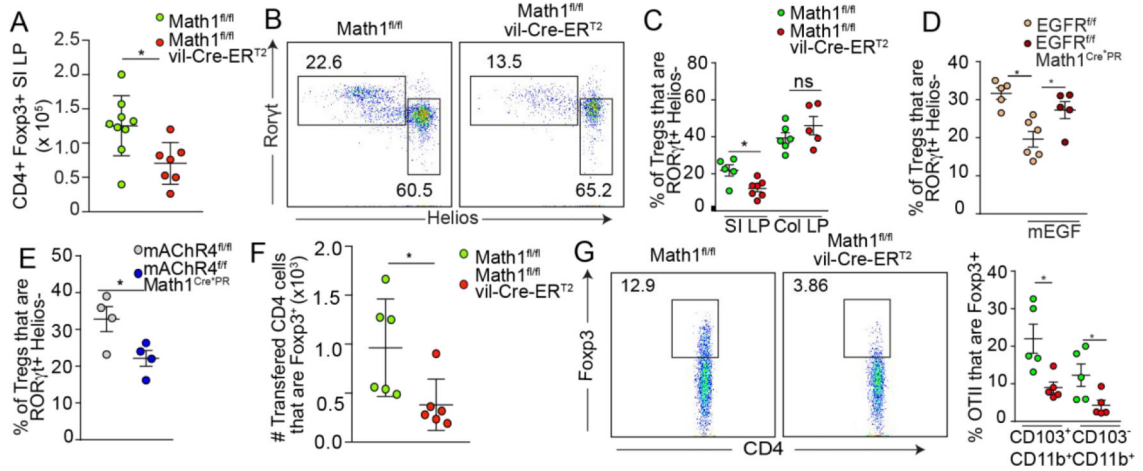 A
Math1fl/fl
Math1fl/fl
vil-Cre-ERT2
CD4+ Foxp3+ SI LP
(x 10⁵)
2.5
2.0
1.5
1.0
0.5
0
*
B
Math1fl/fl
Math1fl/fl
vil-Cre-ERT2
22.6
13.5
60.5
65.2
Rorγt
Helios
C
Math1fl/fl
Math1fl/fl
vil-Cre-ERT2
% of Tregs that are
RORγt+ Helios-
80
60
40
20
0
*
ns
SI LP
Col LP
D
EGFRf/f
EGFRf/f
Math1Cre*PR
% of Tregs that are
RORγt+ Helios-
40
30
20
10
0
*
*
mEGF
E
mAChR4fl/fl
mAChR4f/f
Math1Cre*PR
% of Tregs that are
RORγt+ Helios-
50
40
30
20
10
0
*
F
Math1fl/fl
Math1fl/fl
vil-Cre-ERT2
# Transferred CD4 cells
that are Foxp3⁺ (x10³)
2.0
1.5
1.0
0.5
0.0
*
G
Math1fl/fl
Math1fl/fl
vil-Cre-ERT2
12.9
3.86
Foxp3
CD4
% OTII that are Foxp3+
40
30
20
10
0
*
*
CD103⁺ CD103⁻
CD11b⁺ CD11b⁺